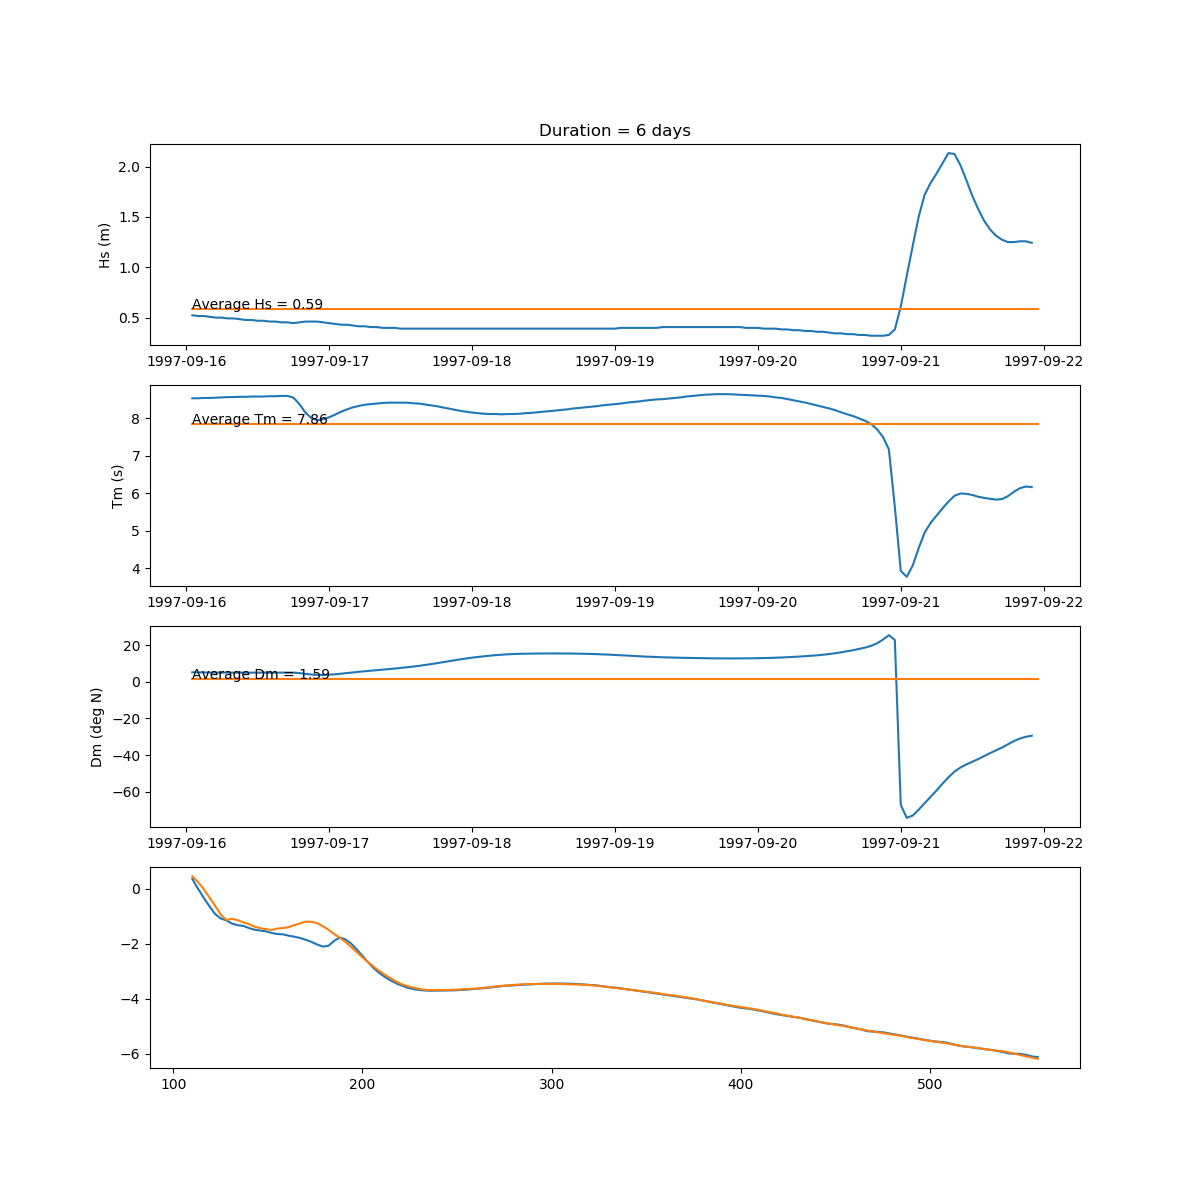 Duration = 6 days
2.0
1.5
1.0
0.5
Hs (m)
Average Hs = 0.59
1997-09-16 1997-09-17 1997-09-18 1997-09-19 1997-09-20 1997-09-21 1997-09-22
8
7
6
5
4
Tm (s)
Average Tm = 7.86
1997-09-16 1997-09-17 1997-09-18 1997-09-19 1997-09-20 1997-09-21 1997-09-22
20
0
−20
−40
−60
Dm (deg N)
Average Dm = 1.59
1997-09-16 1997-09-17 1997-09-18 1997-09-19 1997-09-20 1997-09-21 1997-09-22
0
−2
−4
−6
100 200 300 400 500